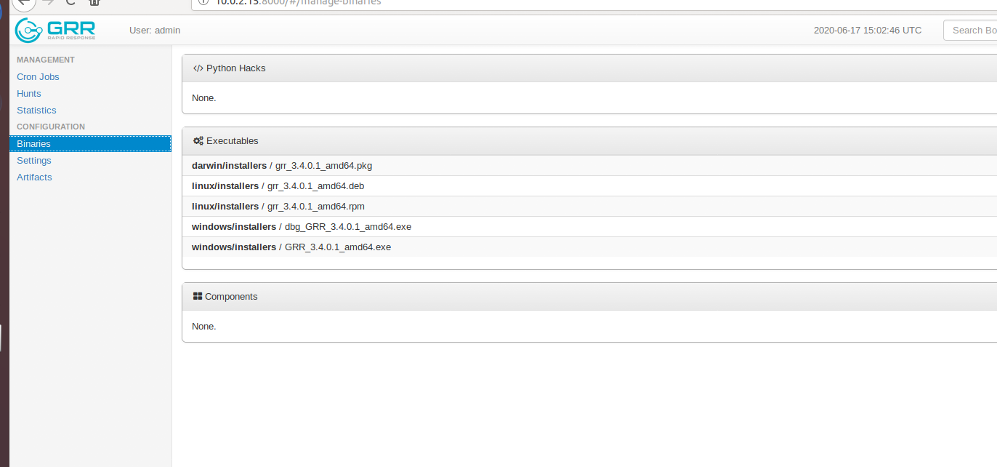 10.0.2.15:8000/#/manage-binaries
GRR
RAPID RESPONSE
User: admin
2020-06-17 15:02:46 UTC
Search Bo
MANAGEMENT
Cron Jobs
Hunts
Statistics
CONFIGURATION
Binaries
Settings
Artifacts
</> Python Hacks
None.
Executables
darwin/installers / grr_3.4.0.1_amd64.pkg
linux/installers / grr_3.4.0.1_amd64.deb
linux/installers / grr_3.4.0.1_amd64.rpm
windows/installers / dbg_GRR_3.4.0.1_amd64.exe
windows/installers / GRR_3.4.0.1_amd64.exe
Components
None.